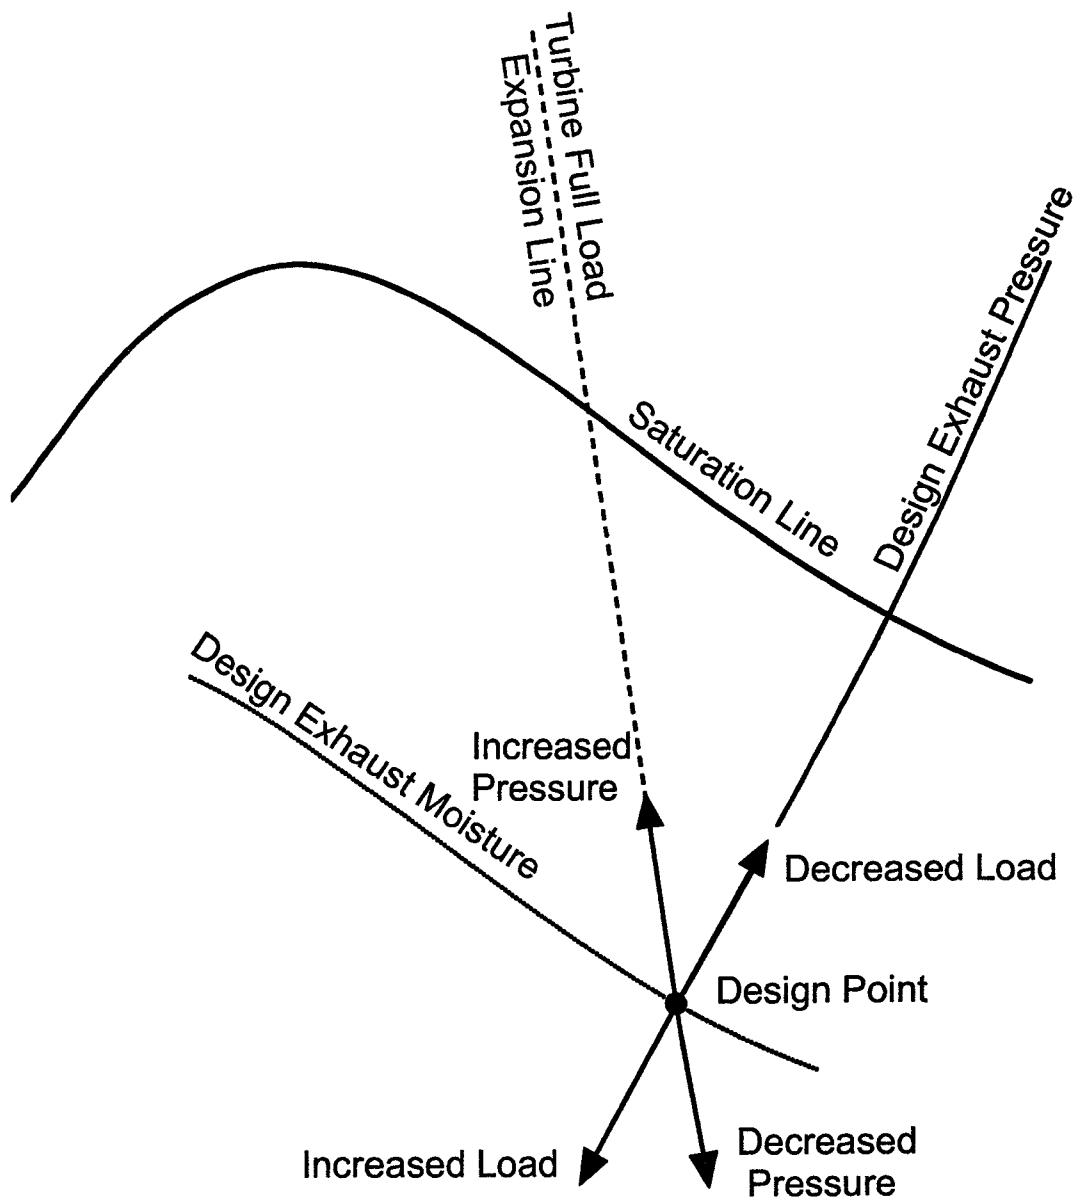 Turbine Full Load
Expansion Line
Design Exhaust Pressure
Saturation Line
Design Exhaust Moisture
Increased
Pressure
Decreased Load
Design Point
Increased Load
Decreased
Pressure